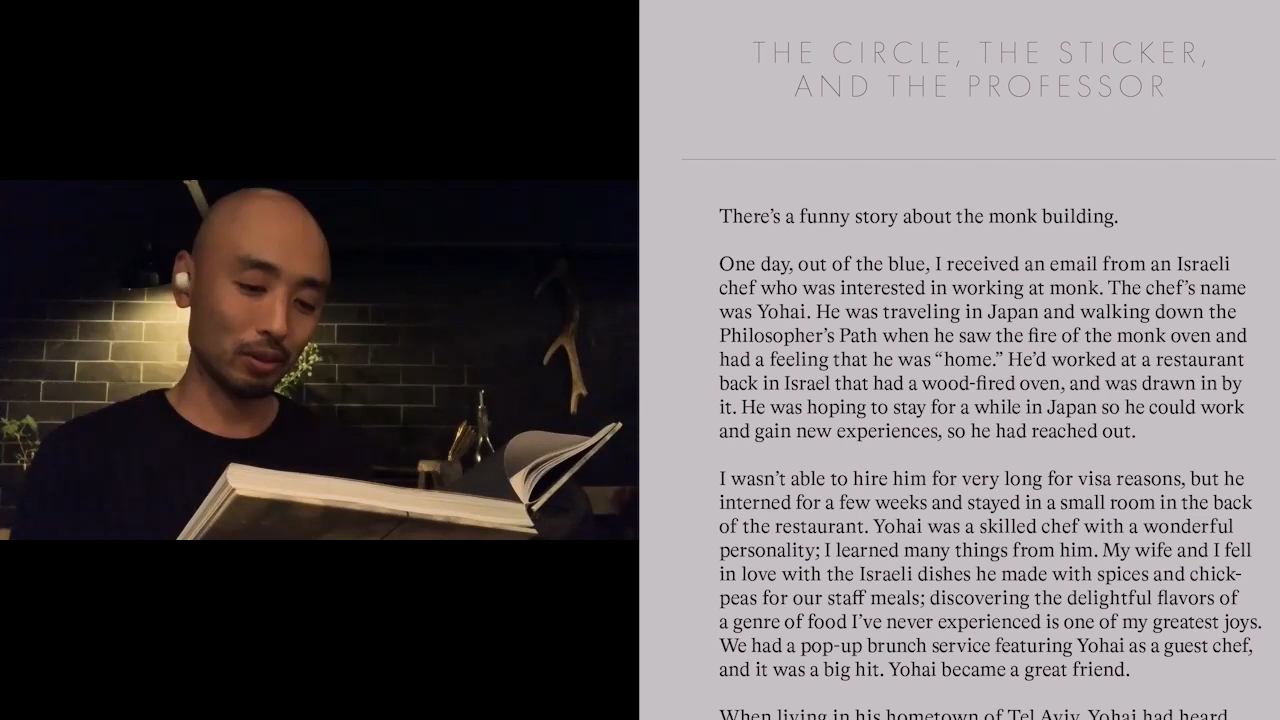 THE CIRCLE, THE STICKER,
AND THE PROFESSOR
There’s a funny story about the monk building.
One day, out of the blue, I received an email from an Israeli
chef who was interested in working at monk. The chef’s name
was Yohai. He was traveling in Japan and walking down the
Philosopher’s Path when he saw the fire of the monk oven and
had a feeling that he was “home.” He’d worked at a restaurant
back in Israel that had a wood-fired oven, and was drawn in by
it. He was hoping to stay for a while in Japan so he could work
and gain new experiences, so he had reached out.
I wasn’t able to hire him for very long for visa reasons, but he
interned for a few weeks and stayed in a small room in the back
of the restaurant. Yohai was a skilled chef with a wonderful
personality; I learned many things from him. My wife and I fell
in love with the Israeli dishes he made with spices and chick-
peas for our staff meals; discovering the delightful flavors of
a genre of food I’ve never experienced is one of my greatest joys.
We had a pop-up brunch service featuring Yohai as a guest chef,
and it was a big hit. Yohai became a great friend.
When living in his hometown of Tel Aviv, Yohai had heard